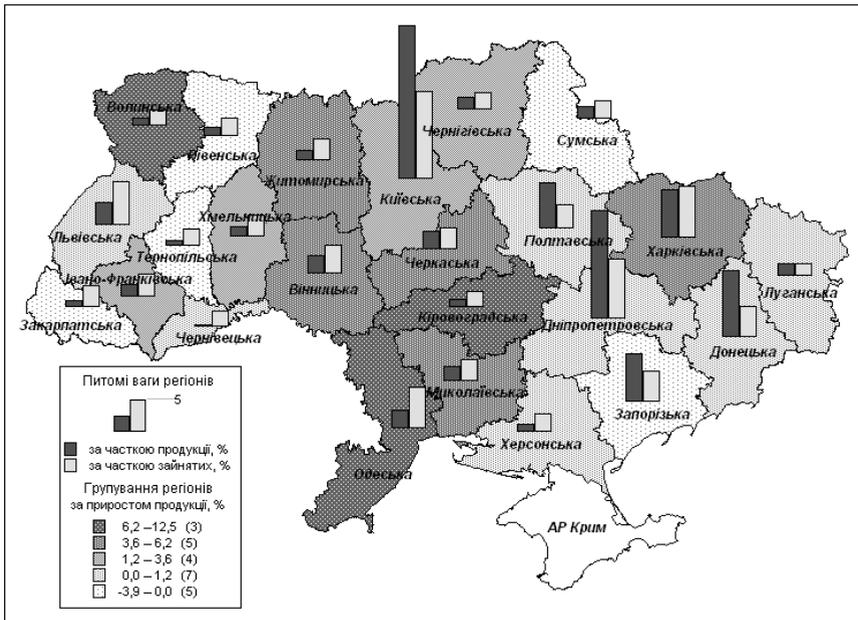 Волинська
Рівенська
Житомирська
Київська
Чернігівська
Сумська
Львівська
Тернопільська
Хмельницька
Вінницька
Черкаська
Полтавська
Харківська
Луганська
Івано-Франківська
Закарпатська
Чернівецька
Кіровоградська
Дніпропетровська
Донецька
Миколаївська
Запорізька
Херсонська
Одеська
АР Крим
Питомі ваги регіонів
5
за часткою продукції, %
за часткою зайнятих, %
Групування регіонів
за приростом продукції, %
6,2 – 12,5 (3)
3,6 – 6,2 (5)
1,2 – 3,6 (4)
0,0 – 1,2 (7)
-3,9 – 0,0 (5)